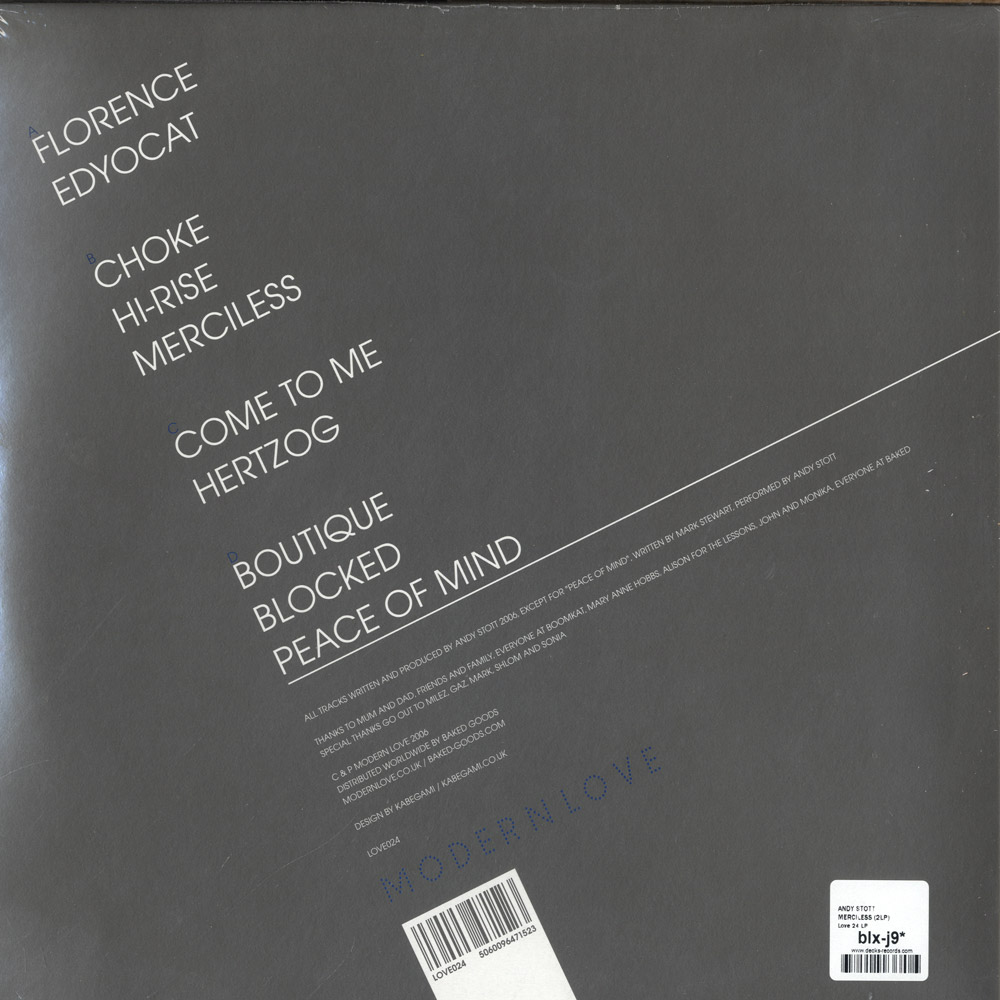 A
FLORENCE
EDYOCAT
B
CHOKE
HI-RISE
MERCILESS
C
COME TO ME
HERTZOG
D
BOUTIQUE
BLOCKED
PEACE OF MIND
ALL TRACKS WRITTEN AND PRODUCED BY ANDY STOTT 2006, EXCEPT FOR "PEACE OF MIND", WRITTEN BY MARK STEWART, PERFORMED BY ANDY STOTT
THANKS TO MUM AND DAD, FRIENDS AND FAMILY, EVERYONE AT BOOMKAT, MARY ANNE HOBBS, ALISON FOR THE LESSONS, JOHN AND MONIKA, EVERYONE AT BAKED
SPECIAL THANKS GO OUT TO MILEZ, GAZ, MARK, SHLOM AND SONIA
C & P MODERN LOVE 2006
DISTRIBUTED WORLDWIDE BY BAKED GOODS
MODERNLOVE.CO.UK / BAKED-GOODS.COM
DESIGN BY KABEGAMI / KABEGAMI.CO.UK
LOVE024
MODERN LOVE
LOVE024 5060096471523
ANDY STOTT
MERCILESS (2LP)
Love 24 LP
blx-j9*
www.decks-records.com